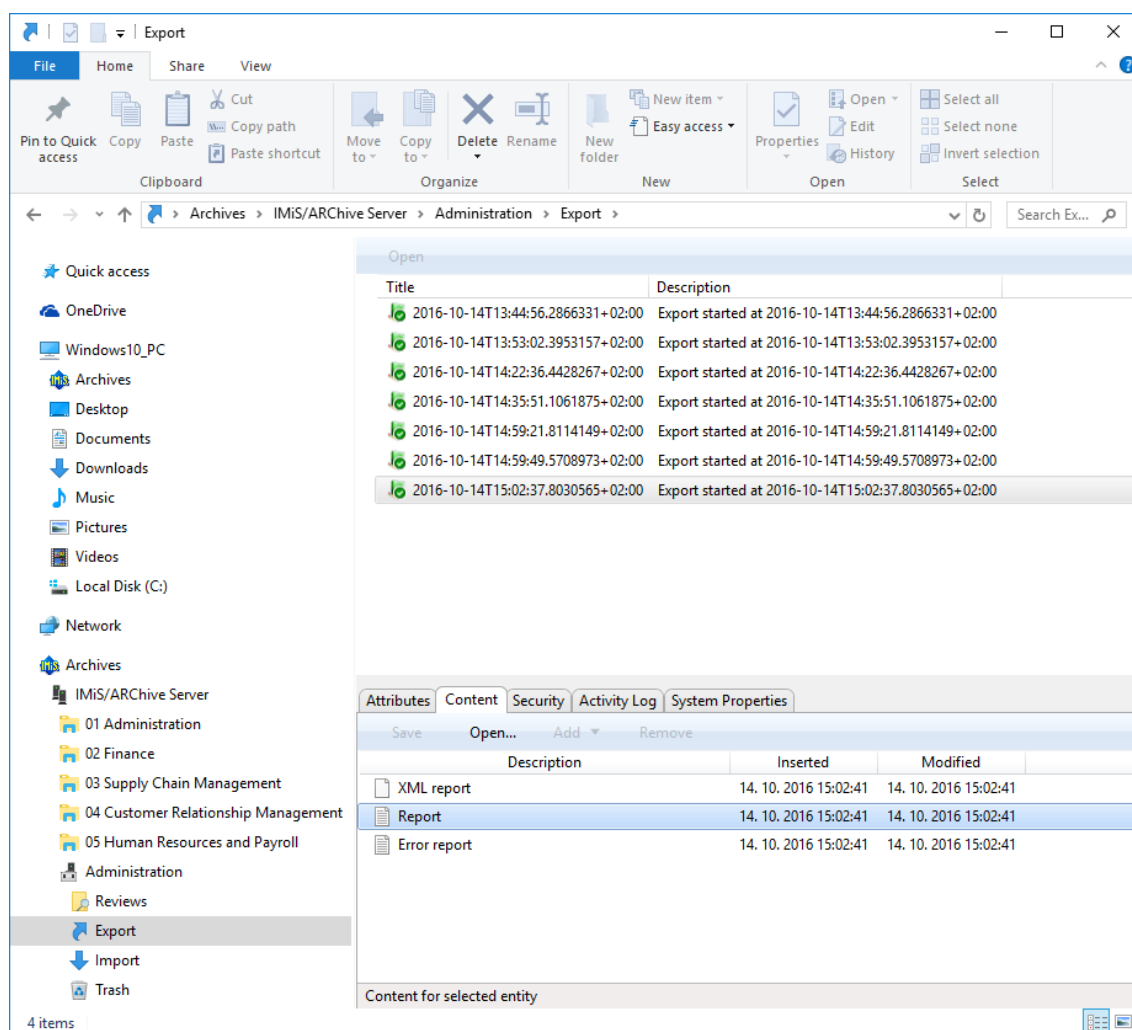 Export
File Home Share View
Pin to Quick access Copy Paste Cut Copy path Paste shortcut
Move to Copy to Delete Rename
New folder New item Easy access
Properties Open Edit History
Select all Select none Invert selection
Clipboard Organize New Open Select
Archives > IMiS/ARChive Server > Administration > Export > Search Ex...
Quick access
OneDrive
Windows10_PC
Archives
Desktop
Documents
Downloads
Music
Pictures
Videos
Local Disk (C:)
Network
Archives
IMiS/ARChive Server
01 Administration
02 Finance
03 Supply Chain Management
04 Customer Relationship Management
05 Human Resources and Payroll
Administration
Reviews
Export
Import
Trash
Open
Title Description
2016-10-14T13:44:56.2866331+02:00 Export started at 2016-10-14T13:44:56.2866331+02:00
2016-10-14T13:53:02.3953157+02:00 Export started at 2016-10-14T13:53:02.3953157+02:00
2016-10-14T14:22:36.4428267+02:00 Export started at 2016-10-14T14:22:36.4428267+02:00
2016-10-14T14:35:51.1061875+02:00 Export started at 2016-10-14T14:35:51.1061875+02:00
2016-10-14T14:59:21.8114149+02:00 Export started at 2016-10-14T14:59:21.8114149+02:00
2016-10-14T14:59:49.5708973+02:00 Export started at 2016-10-14T14:59:49.5708973+02:00
2016-10-14T15:02:37.8030565+02:00 Export started at 2016-10-14T15:02:37.8030565+02:00
Attributes Content Security Activity Log System Properties
Save Open... Add Remove
Description Inserted Modified
XML report 14. 10. 2016 15:02:41 14. 10. 2016 15:02:41
Report 14. 10. 2016 15:02:41 14. 10. 2016 15:02:41
Error report 14. 10. 2016 15:02:41 14. 10. 2016 15:02:41
Content for selected entity
4 items